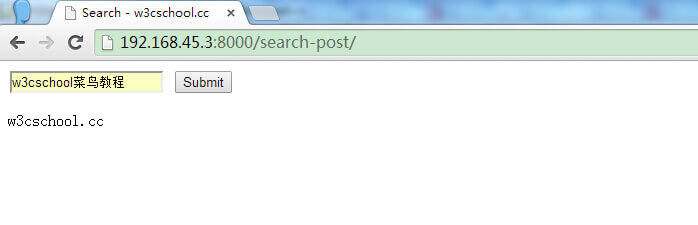 Search - w3cschool.cc
192.168.45.3:8000/search-post/
w3cschool菜鸟教程 Submit
w3cschool.cc